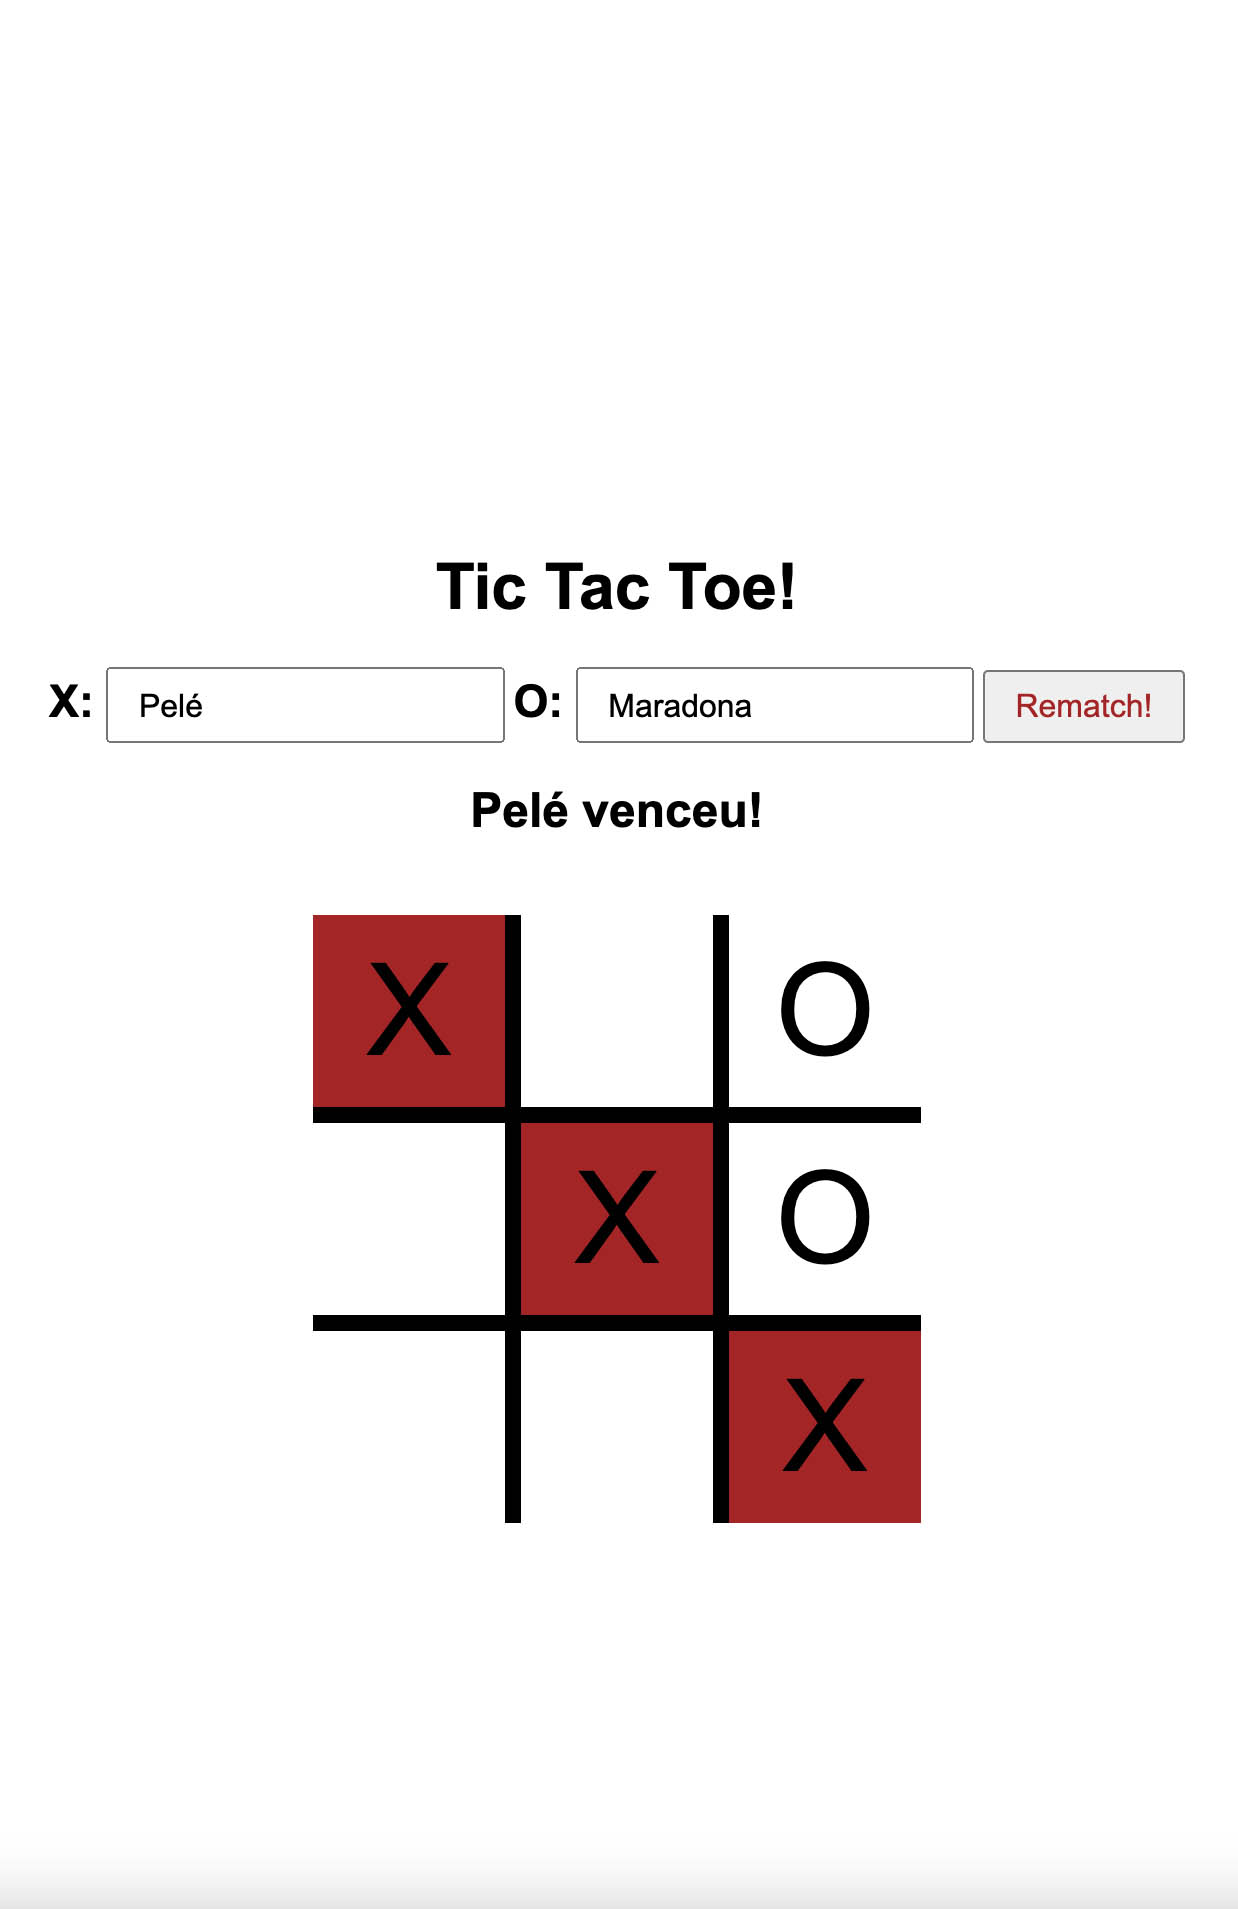 Tic Tac Toe!
X: Pelé O: Maradona Rematch!
Pelé venceu!
X O
X O
X